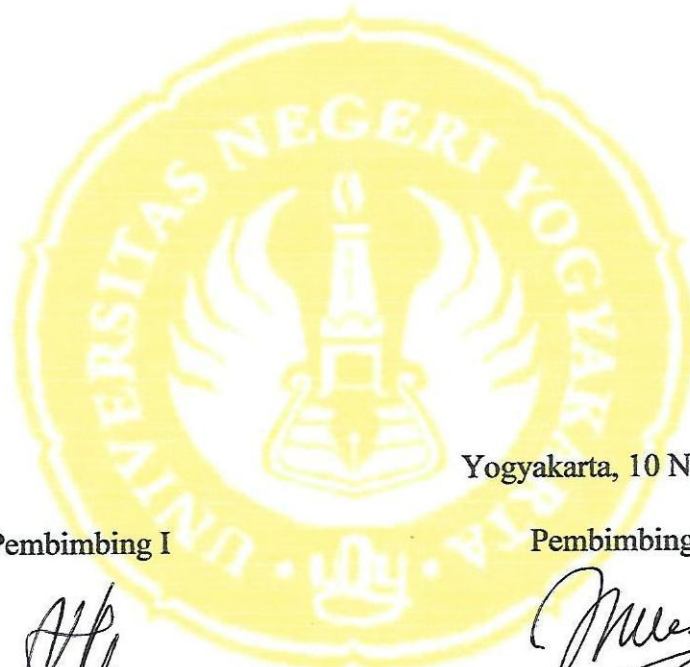 UNIVERSITAS NEGERI YOGYAKARTA
uny
Yogyakarta, 10 N
Pembimbing I
Pembimbing